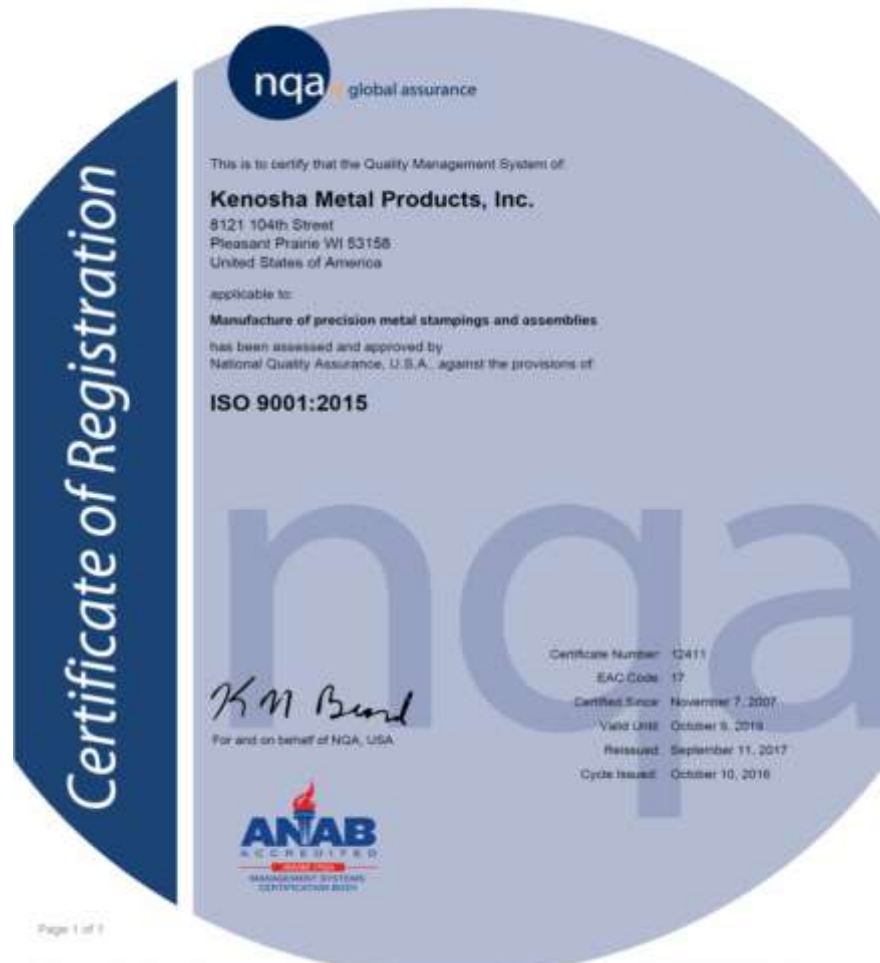 nqa
global assurance
Certificate of Registration
This is to certify that the Quality Management System of:
Kenosha Metal Products, Inc.
8121 104th Street
Pleasant Prairie WI 53158
United States of America
applicable to:
Manufacture of precision metal stampings and assemblies
has been assessed and approved by
National Quality Assurance, U.S.A., against the provisions of:
ISO 9001:2015
nqa
Certificate Number: 12411
EAC Code: 17
Certified Since: November 7, 2007
Valid Until: October 9, 2019
Reissued: September 11, 2017
Cycle Issued: October 10, 2016
K N Beard
For and on behalf of NQA, USA
ANAB
ACCREDITED
MANAGEMENT SYSTEMS
CERTIFICATION BODY
Page 1 of 1